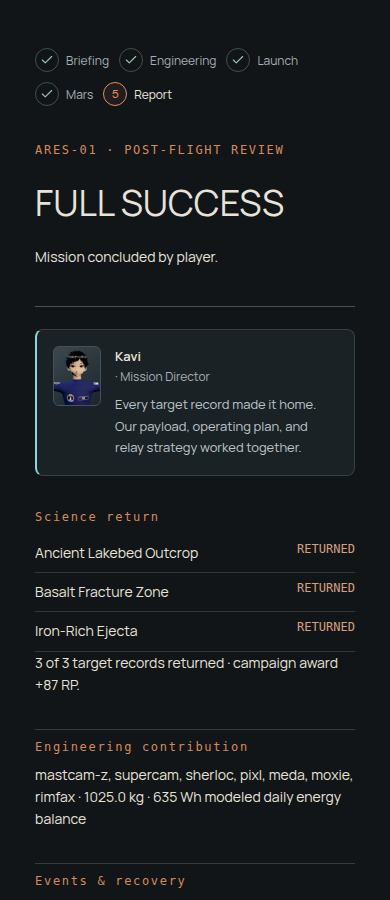 Briefing Engineering Launch
Mars 5 Report
ARES-01 · POST-FLIGHT REVIEW
FULL SUCCESS
Mission concluded by player.
Kavi
· Mission Director
Every target record made it home.
Our payload, operating plan, and
relay strategy worked together.
Science return
Ancient Lakebed Outcrop RETURNED
Basalt Fracture Zone RETURNED
Iron-Rich Ejecta RETURNED
3 of 3 target records returned · campaign award
+87 RP.
Engineering contribution
mastcam-z, supercam, sherloc, pixl, meda, moxie,
rimfax · 1025.0 kg · 635 Wh modeled daily energy
balance
Events & recovery